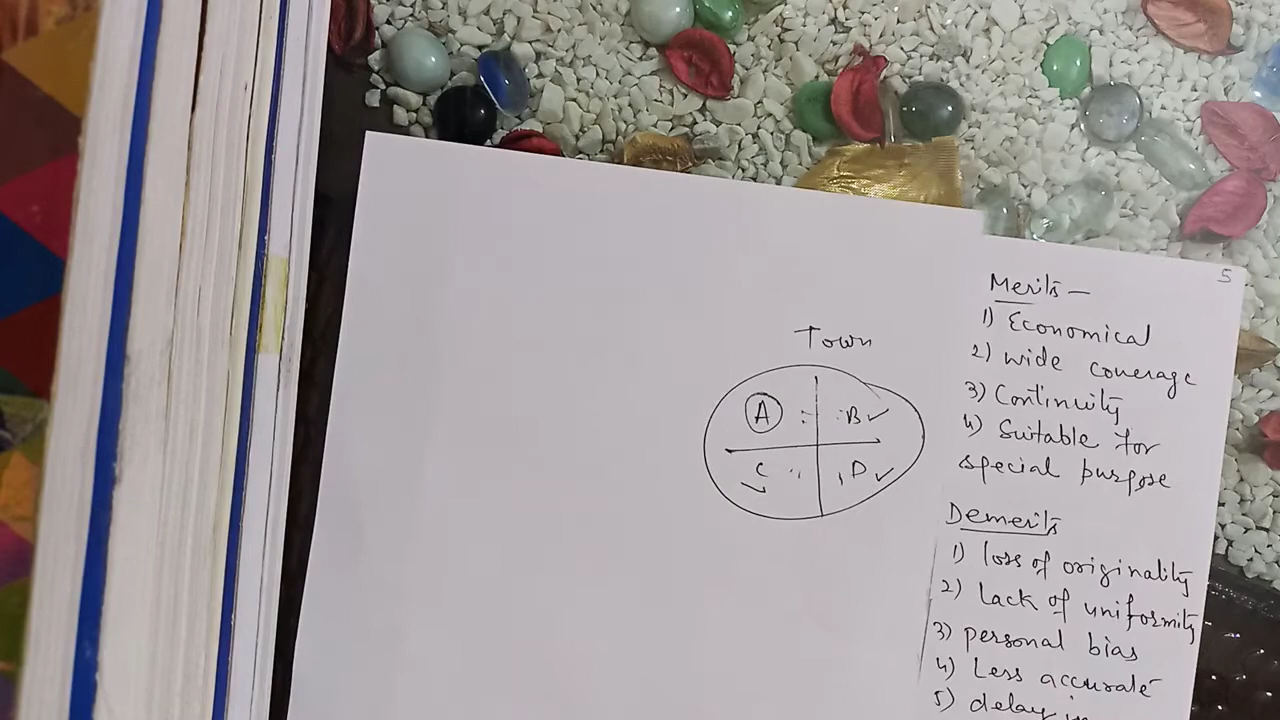 5
Merits —
1) Economical
2) wide coverage
3) Continuity
4) Suitable for
special purpose
Demerits
1) loss of originality
2) Lack of uniformity
3) personal bias
4) Less accurate
5) delay in
Town
A B
C D